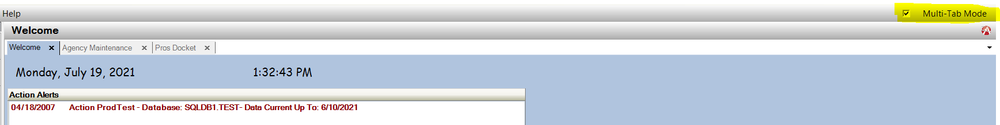 Help Multi-Tab Mode
Welcome
Welcome Agency Maintenance Pros Docket
Monday, July 19, 2021 1:32:43 PM
Action Alerts
04/18/2007 Action ProdTest - Database: SQLDB1.TEST- Data Current Up To: 6/10/2021